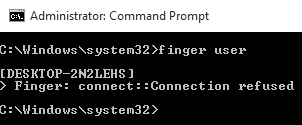 Administrator: Command Prompt
C:\Windows\system32>finger user
[DESKTOP-2N2LEHS]
> Finger: connect::Connection refused
C:\Windows\system32>